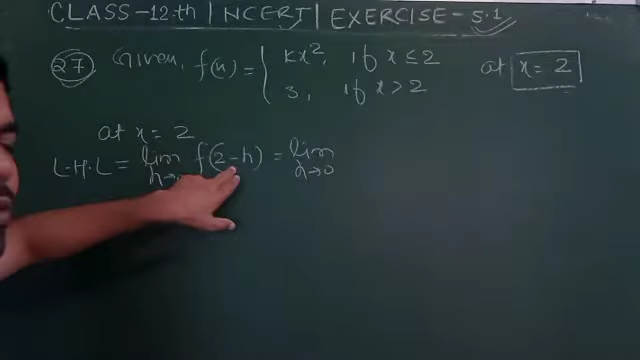 CLASS-12th | NCERT | EXERCISE-5.1
27 Given, f(x) = { kx², if x ≤ 2 at x = 2
3, if x > 2
at x = 2
L.H.L = lim f(2-h) = lim
h→0 h→0